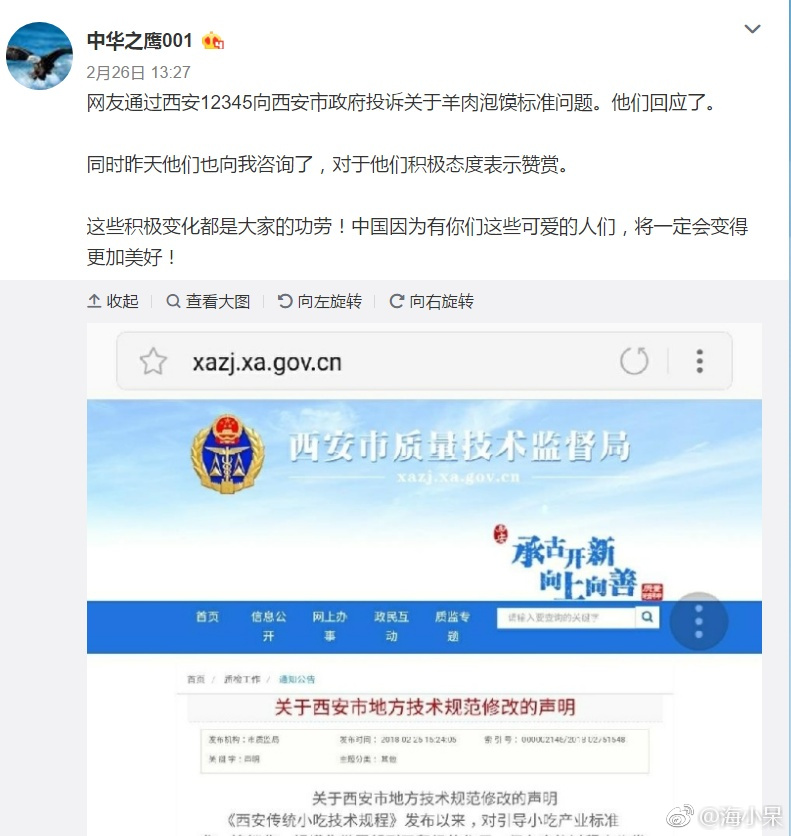 中华之鹰001
2月26日 13:27
网友通过西安12345向西安市政府投诉关于羊肉泡馍标准问题。他们回应了。
同时昨天他们也向我咨询了，对于他们积极态度表示赞赏。
这些积极变化都是大家的功劳！中国因为有你们这些可爱的人们，将一定会变得
更加美好！
收起 查看大图 向左旋转 向右旋转
xazj.xa.gov.cn
西安市质量技术监督局
xazj.xa.gov.cn
西安
承古开新
向上向善
首页 信息公 网上办 政民互 质监专 请输入要查询的关键字
开 事 动 题
首页 / 质检工作 / 通知公告
关于西安市地方技术规范修改的声明
发布机构：市质监局 发布时间：2018-02-26 15:24:05 索 引 号：
关 键 字：声明 主题分类：其他
关于西安市地方技术规范修改的声明
《西安传统小吃技术规程》发布以来，对引导小吃产业标准
@海小呆